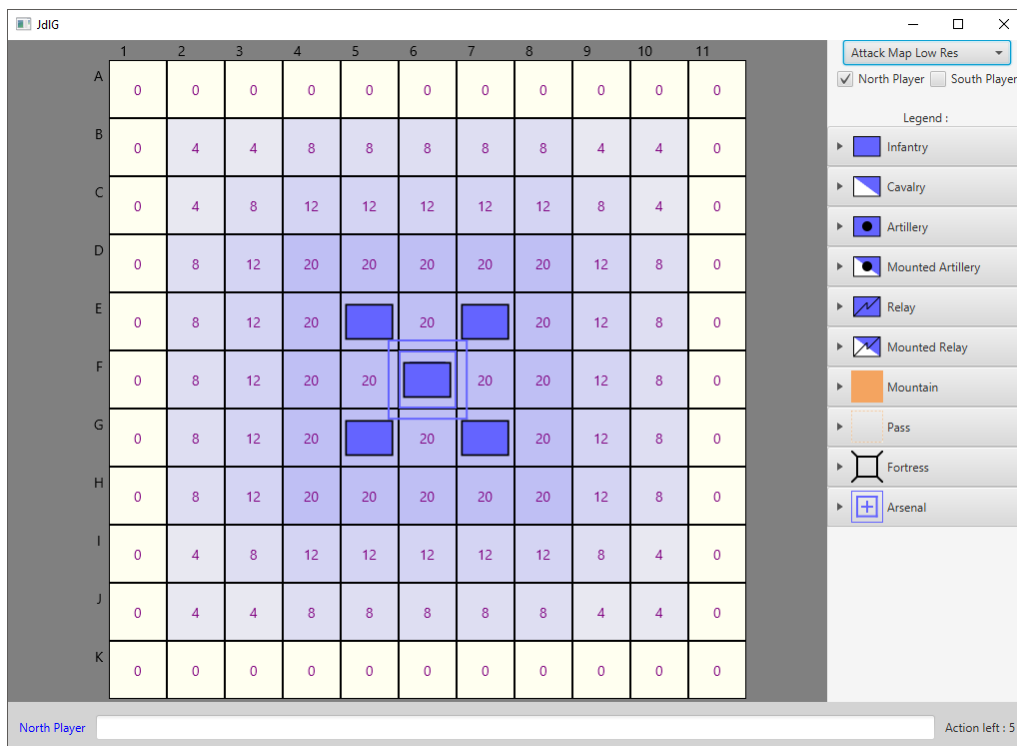 JdIG
Attack Map Low Res
North Player South Player
Legend :
1 2 3 4 5 6 7 8 9 10 11
A 0 0 0 0 0 0 0 0 0 0 0
B 0 4 4 8 8 8 8 8 4 4 0
Infantry
C 0 4 8 12 12 12 12 12 8 4 0
Cavalry
Artillery
D 0 8 12 20 20 20 20 20 12 8 0
Mounted Artillery
E 0 8 12 20 20 20 12 8 0
Relay
Mounted Relay
F 0 8 12 20 20 20 20 12 8 0
Mountain
G 0 8 12 20 20 20 12 8 0
Pass
Fortress
H 0 8 12 20 20 20 20 20 12 8 0
Arsenal
I 0 4 8 12 12 12 12 12 8 4 0
J 0 4 4 8 8 8 8 8 4 4 0
K 0 0 0 0 0 0 0 0 0 0 0
North Player
Action left : 5